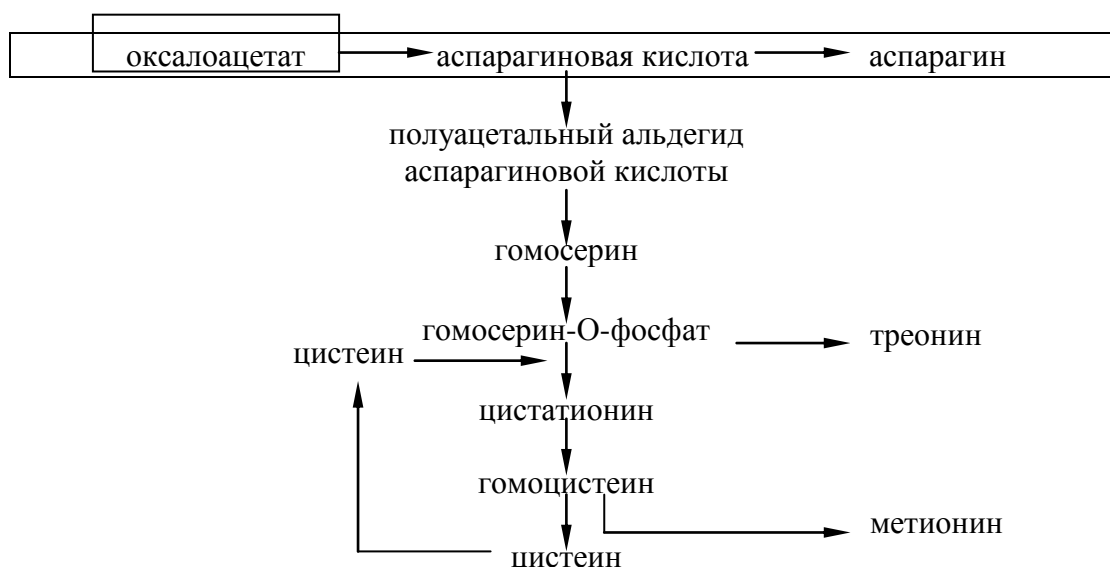 оксалоацетат аспарагиновая кислота аспарагин
полуацетальный альдегид
аспарагиновой кислоты
гомосерин
гомосерин-О-фосфат
треонин
цистеин
цистатионин
гомоцистеин
метионин
цистеин